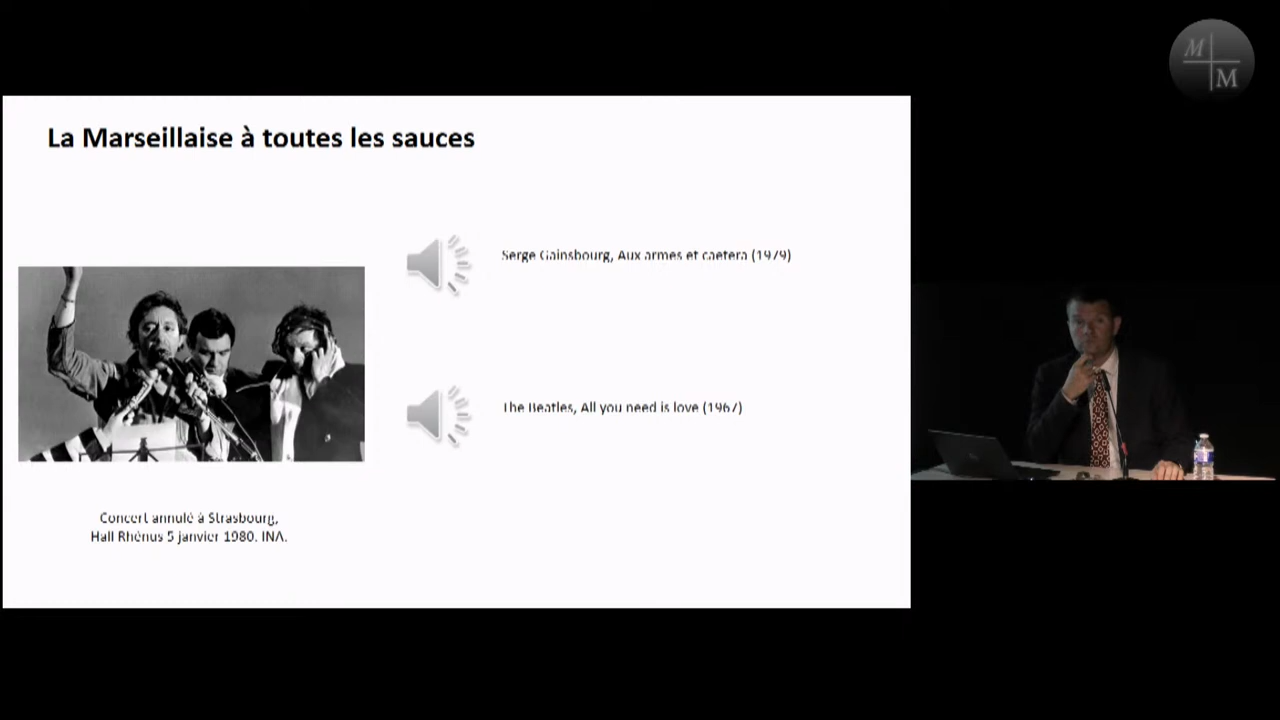 M
M
La Marseillaise à toutes les sauces
Serge Gainsbourg, Aux armes et caetera (1979)
The Beatles, All you need is love (1967)
Concert annulé à Strasbourg,
Hall Rhénus 5 janvier 1980. INA.